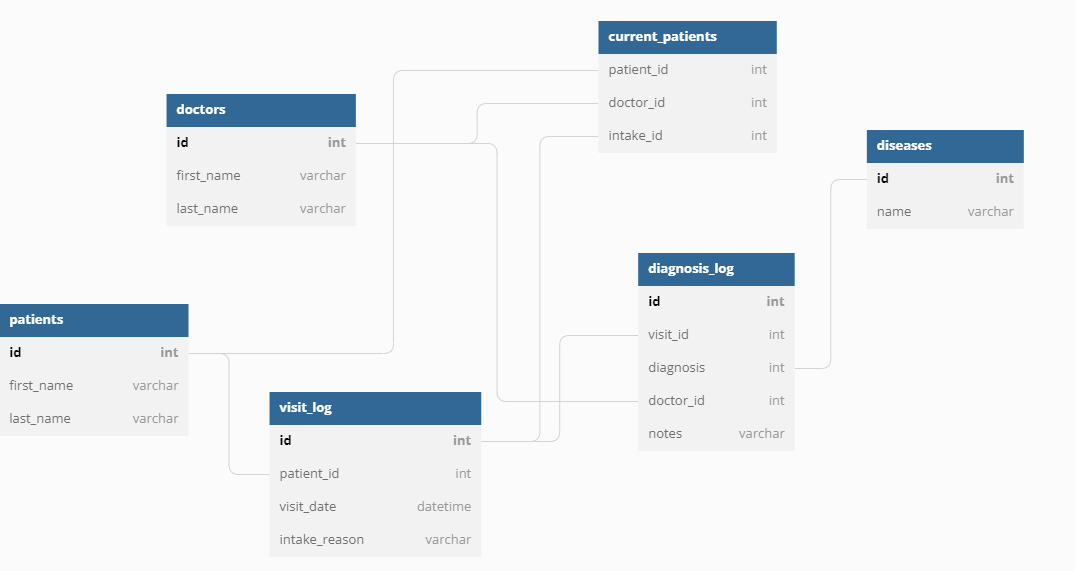 current_patients
patient_id int
doctor_id int
intake_id int
doctors
id int
first_name varchar
last_name varchar
diseases
id int
name varchar
diagnosis_log
id int
visit_id int
diagnosis int
doctor_id int
notes varchar
patients
id int
first_name varchar
last_name varchar
visit_log
id int
patient_id int
visit_date datetime
intake_reason varchar